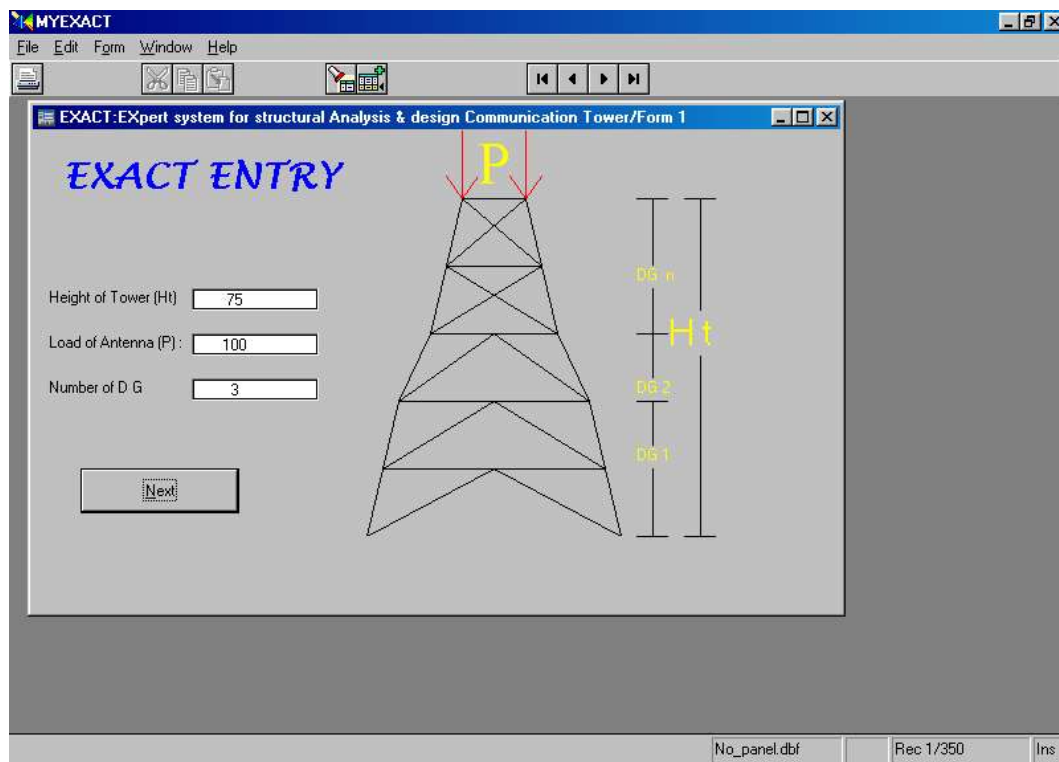 MYEXACT
File Edit Form Window Help
EXACT:EXpert system for structural Analysis & design Communication Tower/Form 1
EXACT ENTRY
P
DG n
Height of Tower (Ht) 75
Ht
Load of Antenna (P) : 100
Number of D G 3
DG 2
DG 1
Next
No_panel.dbf Rec 1/350 Ins